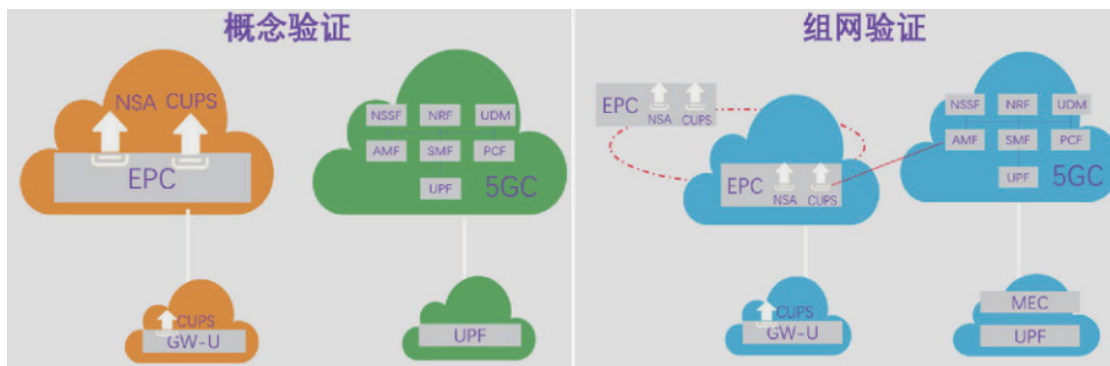 概念验证
NSA CUPS
EPC
CUPS
GW-U
NSSF NRF UDM
AMF SMF PCF
UPF
5GC
UPF
组网验证
EPC
NSA CUPS
EPC
NSA CUPS
CUPS
GW-U
NSSF NRF UDM
AMF SMF PCF
UPF
5GC
MEC
UPF